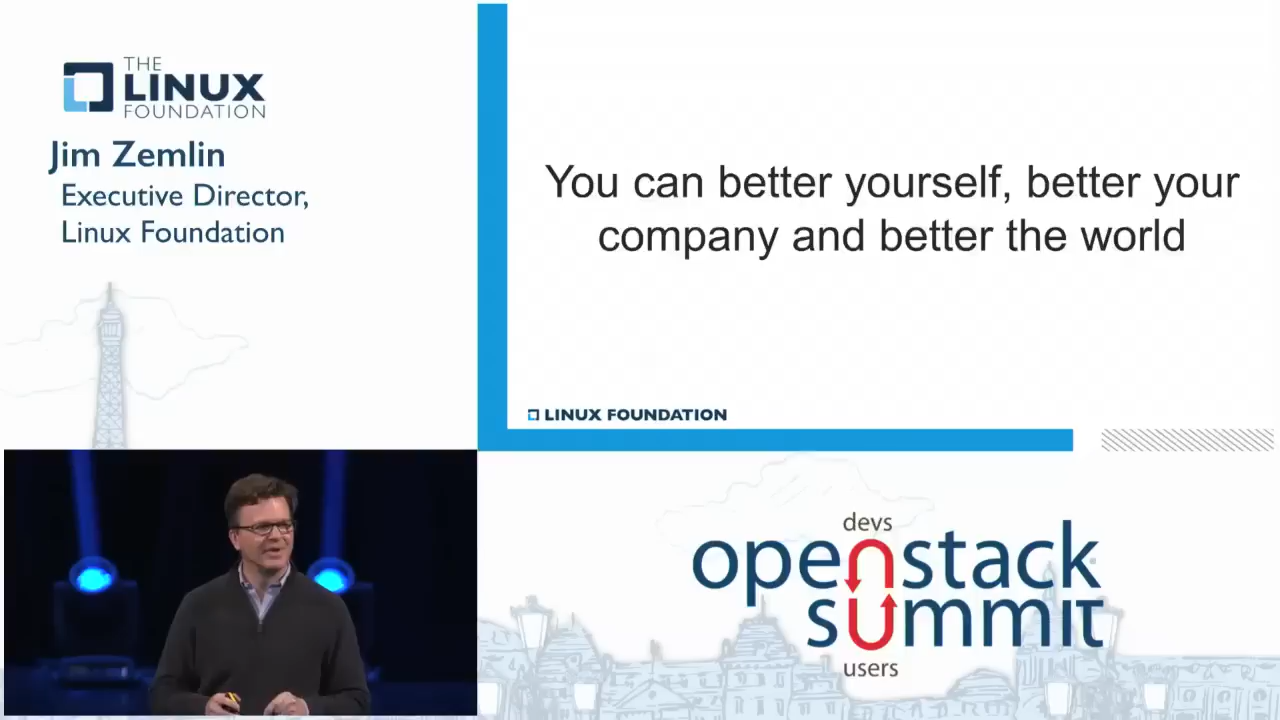 THE
LINUX
FOUNDATION
Jim Zemlin
Executive Director,
Linux Foundation
You can better yourself, better your
company and better the world
LINUX FOUNDATION
devs
openstack
summit
users